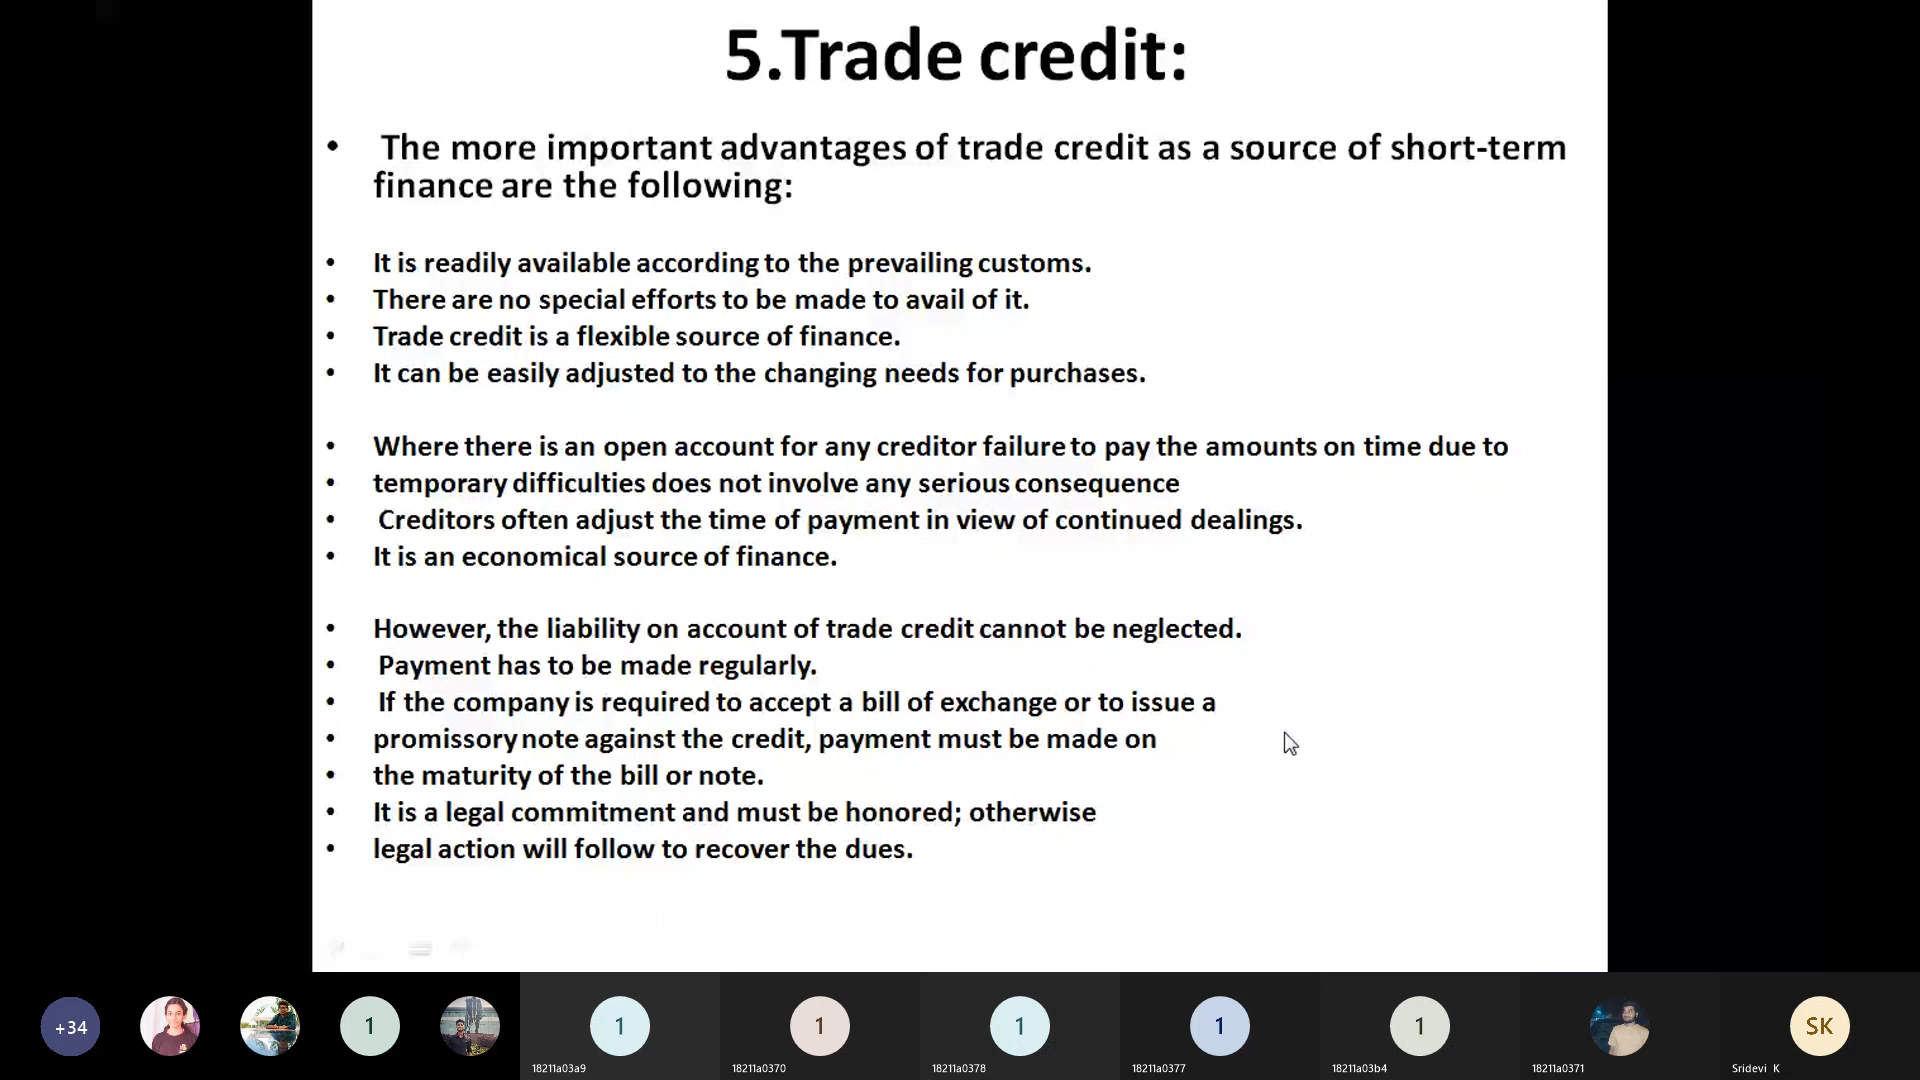 5.Trade credit:
• The more important advantages of trade credit as a source of short-term
finance are the following:
• It is readily available according to the prevailing customs.
• There are no special efforts to be made to avail of it.
• Trade credit is a flexible source of finance.
• It can be easily adjusted to the changing needs for purchases.
• Where there is an open account for any creditor failure to pay the amounts on time due to
• temporary difficulties does not involve any serious consequence
• Creditors often adjust the time of payment in view of continued dealings.
• It is an economical source of finance.
• However, the liability on account of trade credit cannot be neglected.
• Payment has to be made regularly.
• If the company is required to accept a bill of exchange or to issue a
• promissory note against the credit, payment must be made on
• the maturity of the bill or note.
• It is a legal commitment and must be honored; otherwise
• legal action will follow to recover the dues.
+34 1 1 1 1 1 1 SK
18211a03a9 18211a0370 18211a0378 18211a0377 18211a03b4 18211a0371 Sridevi K